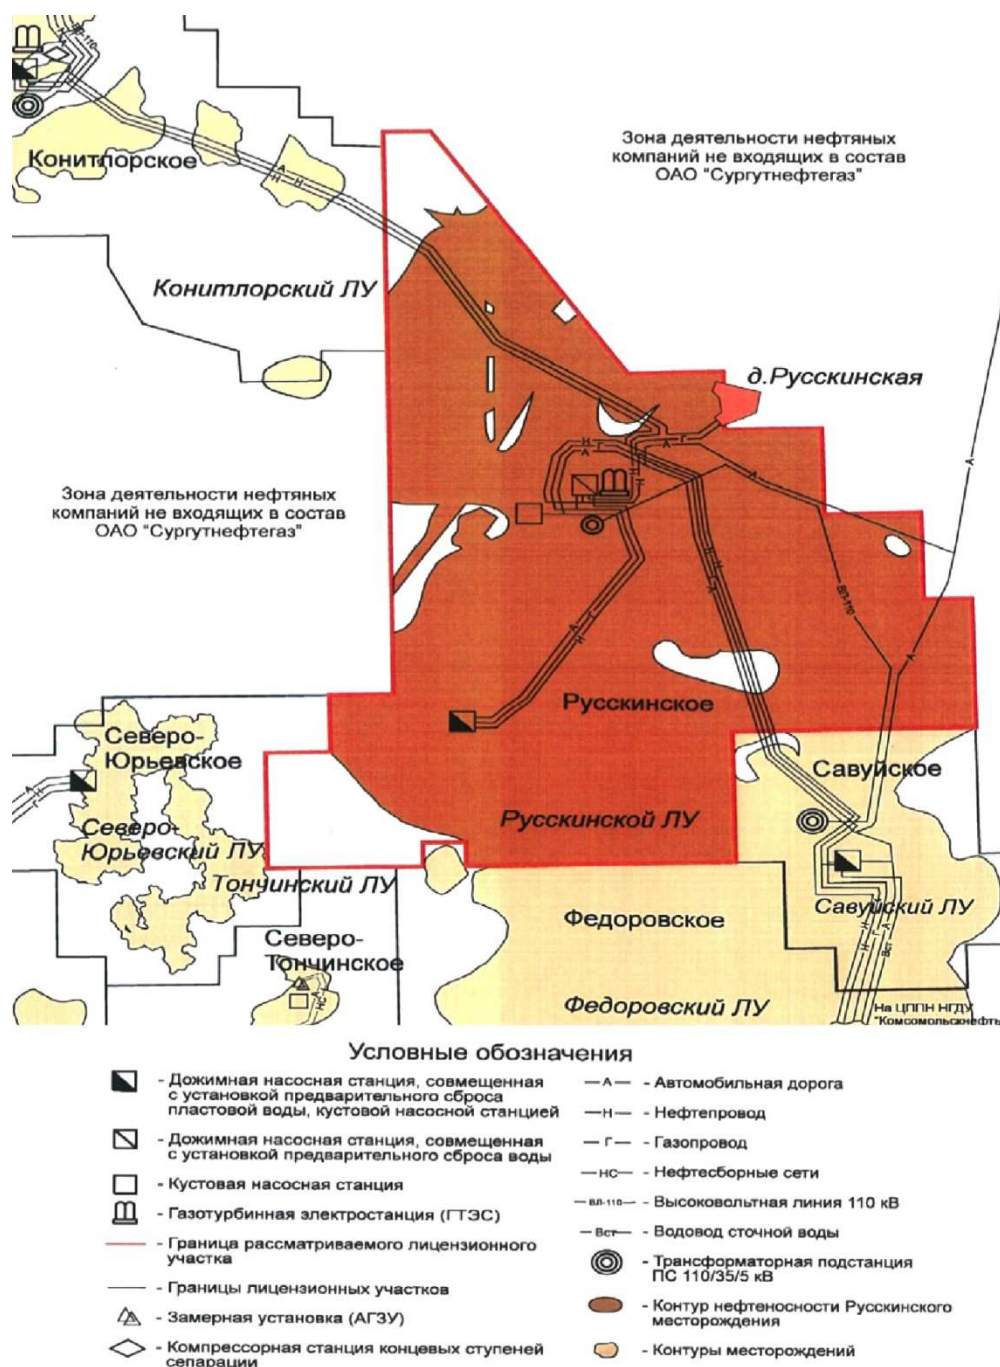 ВЛ-110
Зона деятельности нефтяных
компаний не входящих в состав
ОАО "Сургутнефтегаз"
Конитлорское
А
Н
Н
Конитлорский ЛУ
д.Русскинская
Зона деятельности нефтяных
компаний не входящих в состав
ОАО "Сургутнефтегаз"
Н
А
Г
А
Г
А
А
Н
Н
Н
Н
Г
А
ВЛ-110
А
Г
Н
А
Русскинское
Северо-
Юрьевское
Савуйское
А
Г
Северо-
Юрьевский ЛУ
Русскинской ЛУ
Тончинский ЛУ
Савуйский ЛУ
Федоровское
Северо-
Тончинское
Н
Г
А
Н
Вст
А
НС
Федоровский ЛУ
На ЦППН НГДУ
"Комсомольскнефть
Условные обозначения
- Дожимная насосная станция, совмещенная
с установкой предварительного сброса
пластовой воды, кустовой насосной станцией
- Дожимная насосная станция, совмещенная
с установкой предварительного сброса воды
- Кустовая насосная станция
- Газотурбинная электростанция (ГТЭС)
- Граница рассматриваемого лицензионного
участка
- Границы лицензионных участков
- Замерная установка (АГЗУ)
- Компрессорная станция концевых ступеней
сепарации
А - Автомобильная дорога
Н - Нефтепровод
Г - Газопровод
НС - Нефтесборные сети
ВЛ-110 - Высоковольтная линия 110 кВ
Вст - Водовод сточной воды
- Трансформаторная подстанция
ПС 110/35/5 кВ
- Контур нефтеносности Русскинского
месторождения
- Контуры месторождений